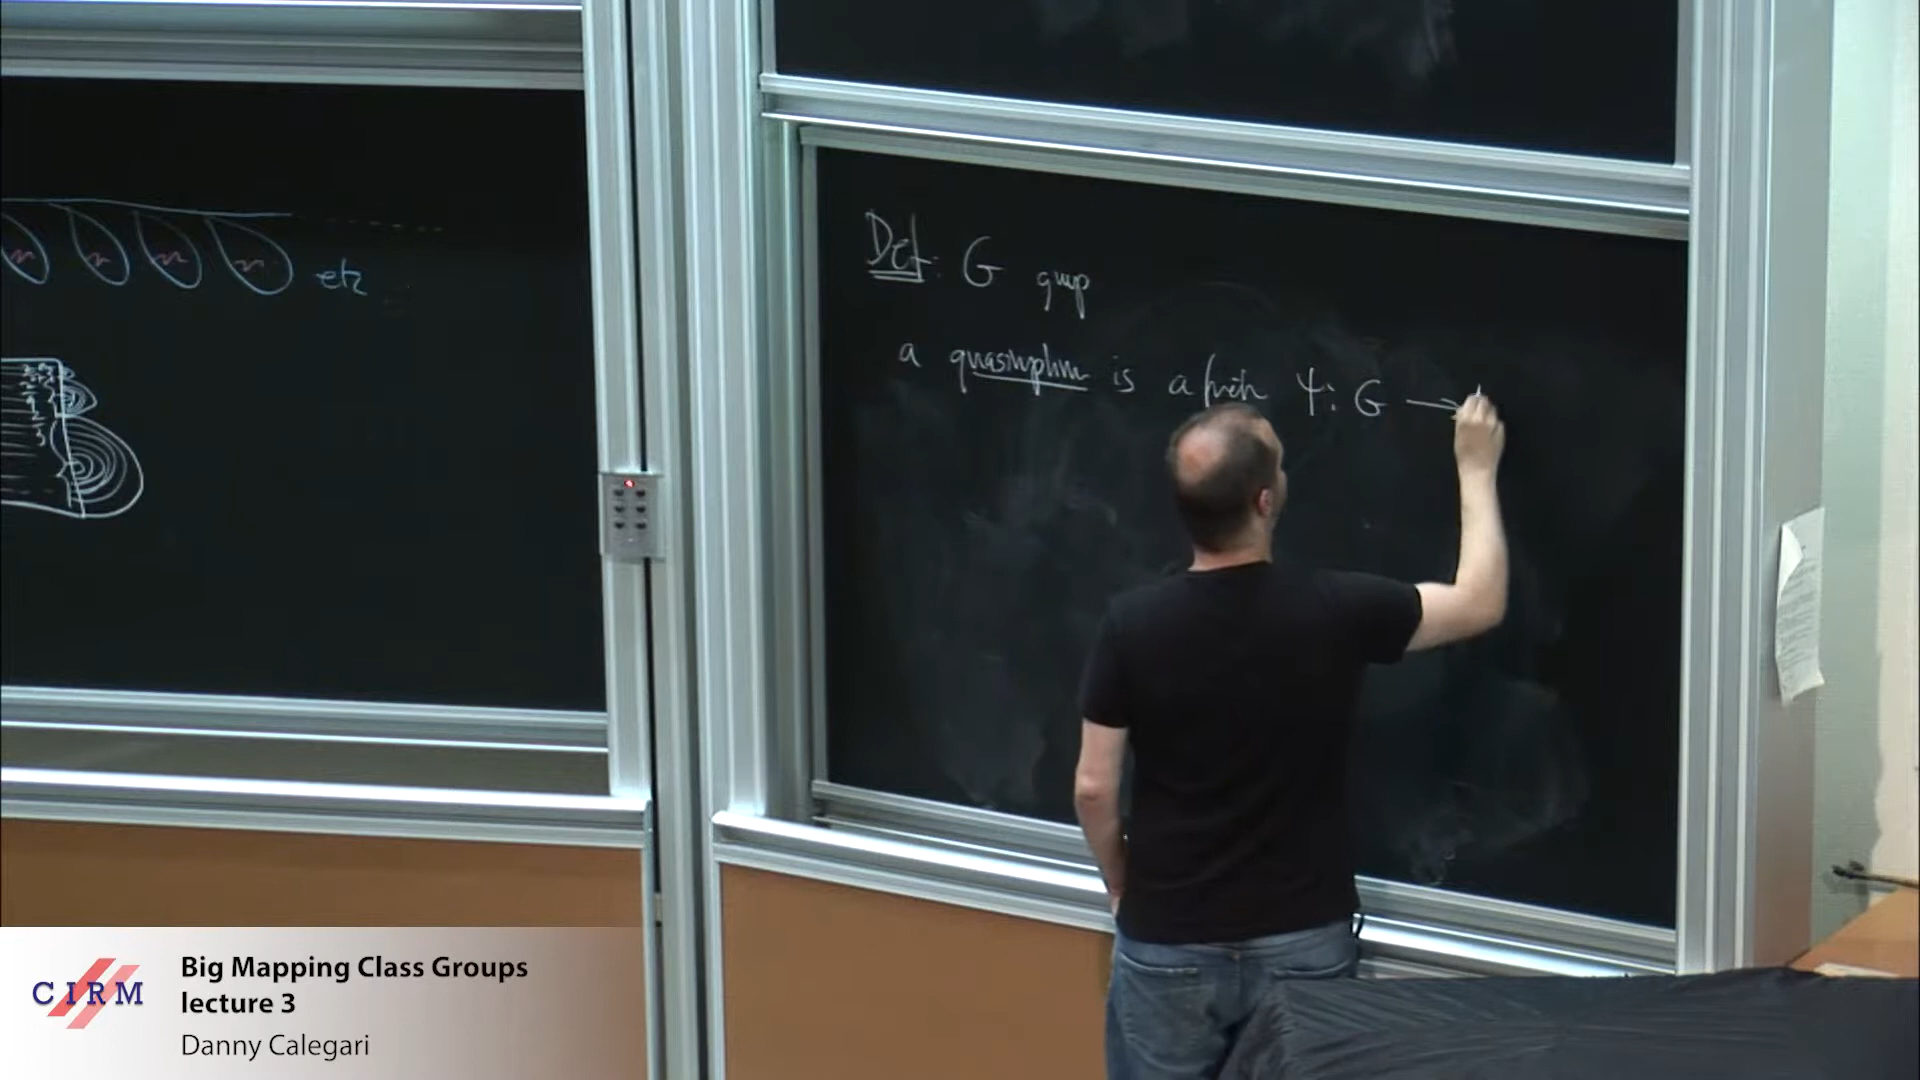 etc
Def: G group
a quasimorphism is a function ψ: G →
CIRM
Big Mapping Class Groups
lecture 3
Danny Calegari